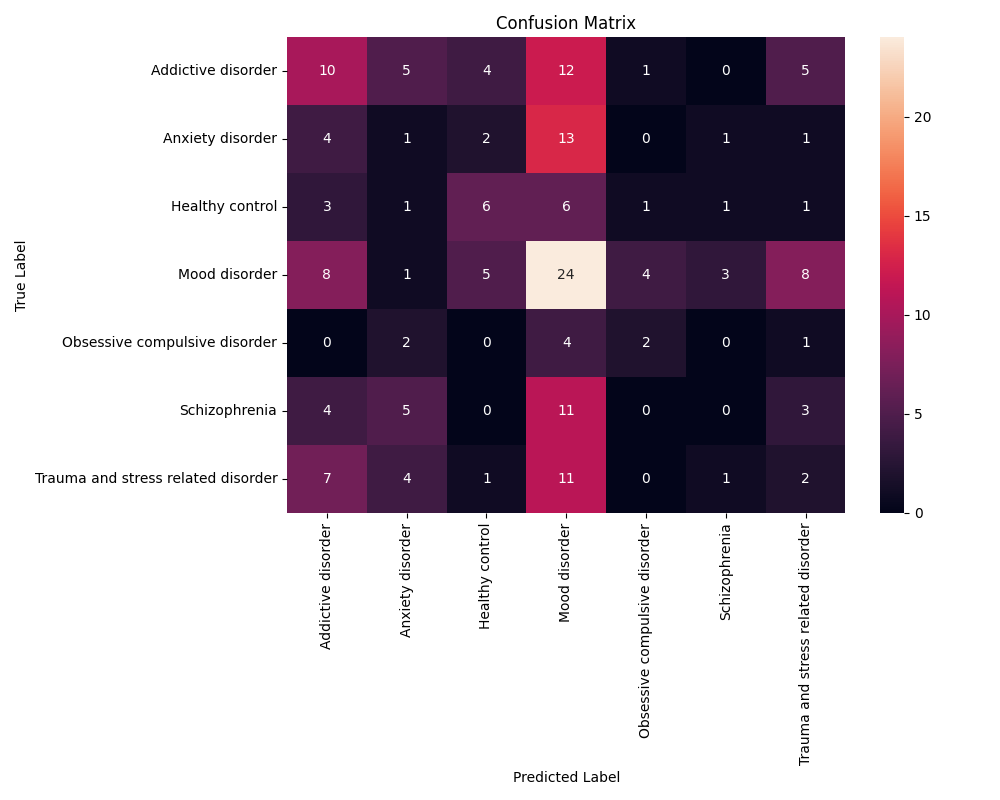 Confusion Matrix
True Label
Addictive disorder 10 5 4 12 1 0 5
Anxiety disorder 4 1 2 13 0 1 1
Healthy control 3 1 6 6 1 1 1
Mood disorder 8 1 5 24 4 3 8
Obsessive compulsive disorder 0 2 0 4 2 0 1
Schizophrenia 4 5 0 11 0 0 3
Trauma and stress related disorder 7 4 1 11 0 1 2
Addictive disorder
Anxiety disorder
Healthy control
Mood disorder
Obsessive compulsive disorder
Schizophrenia
Trauma and stress related disorder
Predicted Label
20
15
10
5
0